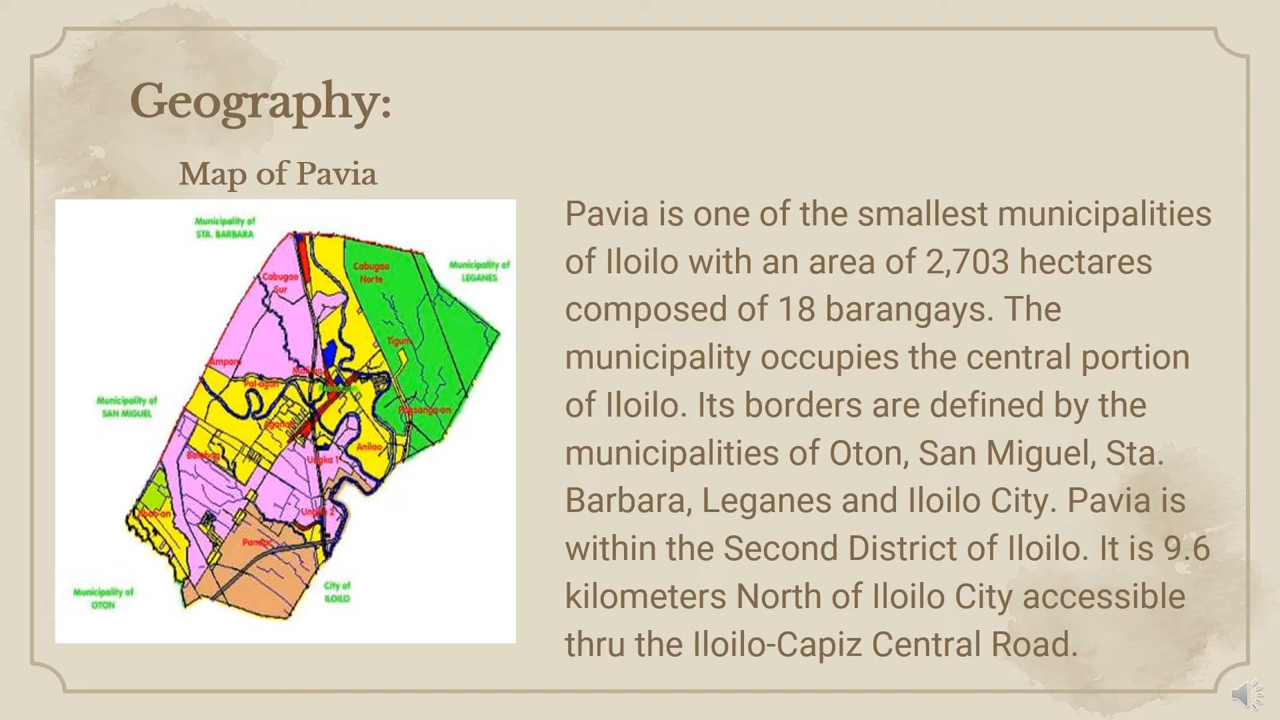 Geography:
Map of Pavia
Pavia is one of the smallest municipalities
of Iloilo with an area of 2,703 hectares
composed of 18 barangays. The
municipality occupies the central portion
of Iloilo. Its borders are defined by the
municipalities of Oton, San Miguel, Sta.
Barbara, Leganes and Iloilo City. Pavia is
within the Second District of Iloilo. It is 9.6
kilometers North of Iloilo City accessible
thru the Iloilo-Capiz Central Road.
Municipality of
STA. BARBARA
Municipality of
LEGANES
Cabugao
Sur
Cabugao
Norte
Tigum
Amparo
Pal-agon
Aganan
Anilao
Balabag
Ungka 1
Ungka 2
Pandac
Municipality of
SAN MIGUEL
Municipality of
OTON
City of
ILOILO